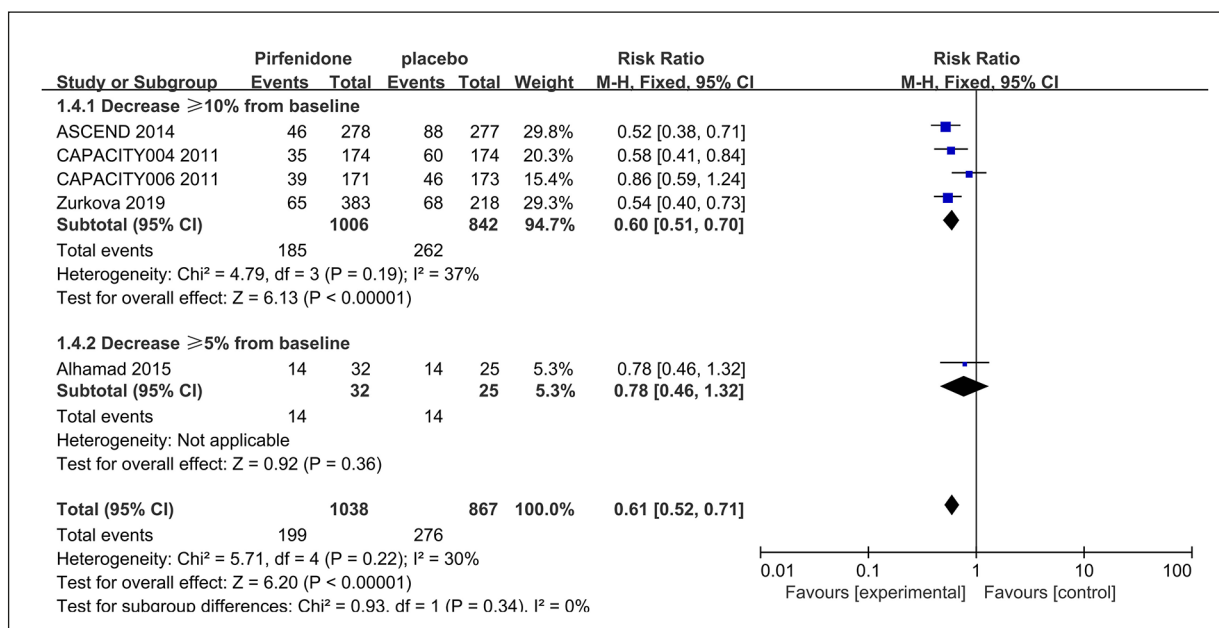 Pirfenidone placebo Risk Ratio Risk Ratio
Study or Subgroup Events Total Events Total Weight M-H, Fixed, 95% CI M-H, Fixed, 95% CI
1.4.1 Decrease ⩾10% from baseline
ASCEND 2014 46 278 88 277 29.8% 0.52 [0.38, 0.71]
CAPACITY004 2011 35 174 60 174 20.3% 0.58 [0.41, 0.84]
CAPACITY006 2011 39 171 46 173 15.4% 0.86 [0.59, 1.24]
Zurkova 2019 65 383 68 218 29.3% 0.54 [0.40, 0.73]
Subtotal (95% CI) 1006 842 94.7% 0.60 [0.51, 0.70]
Total events 185 262
Heterogeneity: Chi² = 4.79, df = 3 (P = 0.19); I² = 37%
Test for overall effect: Z = 6.13 (P < 0.00001)
1.4.2 Decrease ⩾5% from baseline
Alhamad 2015 14 32 14 25 5.3% 0.78 [0.46, 1.32]
Subtotal (95% CI) 32 25 5.3% 0.78 [0.46, 1.32]
Total events 14 14
Heterogeneity: Not applicable
Test for overall effect: Z = 0.92 (P = 0.36)
Total (95% CI) 1038 867 100.0% 0.61 [0.52, 0.71]
Total events 199 276
Heterogeneity: Chi² = 5.71, df = 4 (P = 0.22); I² = 30%
Test for overall effect: Z = 6.20 (P < 0.00001)
Test for subgroup differences: Chi² = 0.93, df = 1 (P = 0.34), I² = 0%
0.01 0.1 1 10 100
Favours [experimental] Favours [control]